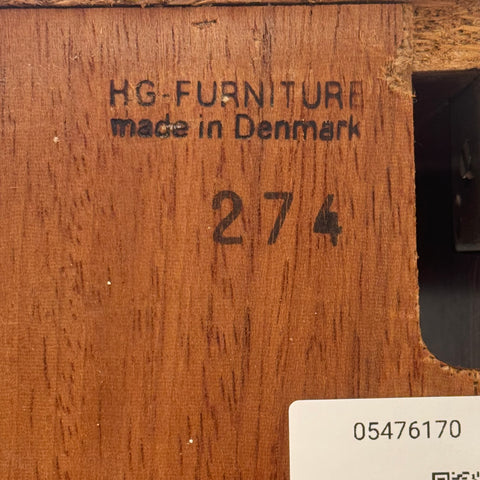 HG-FURNITURE
made in Denmark
274
05476170